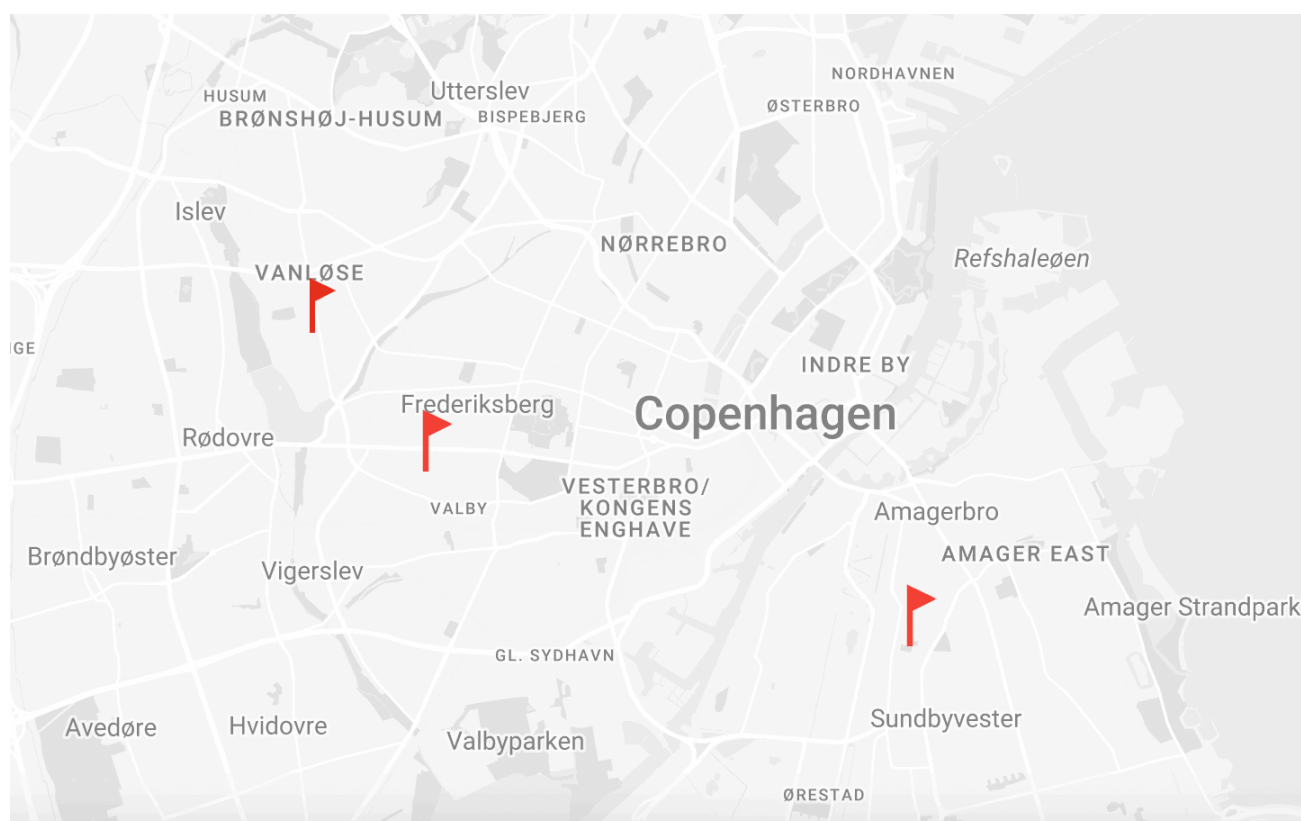 NORDHAVNEN
Utterslev
HUSUM
ØSTERBRO
BRØNSHØJ-HUSUM
BISPEBJERG
Islev
NØRREBRO
Refshaleøen
VANLØSE
GE
INDRE BY
Frederiksberg
Copenhagen
Rødovre
VESTERBRO/
KONGENS
ENGHAVE
VALBY
Amagerbro
AMAGER EAST
Brøndbyøster
Vigerslev
Amager Strandpark
GL. SYDHAVN
Sundbyvester
Avedøre
Hvidovre
Valbyparken
ØRESTAD